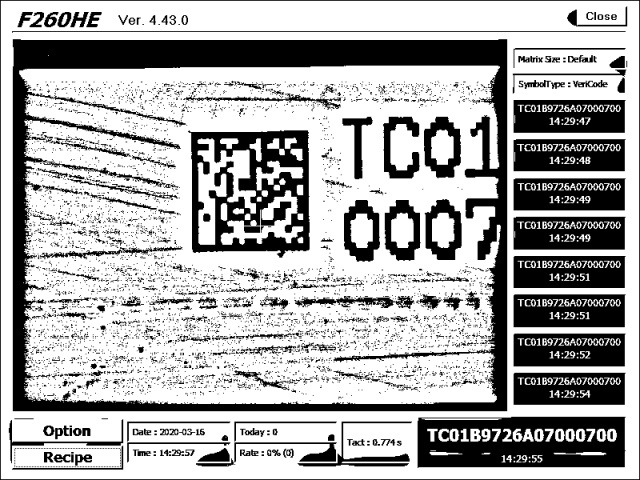 F260HE Ver. 4.43.0
Close
Matrix Size : Default
SymbolType : VeriCode
TC01B9726A07000700
14:29:47
TC01B9726A07000700
14:29:48
TC01B9726A07000700
14:29:49
TC01B9726A07000700
14:29:49
TC01B9726A07000700
14:29:51
TC01B9726A07000700
14:29:51
TC01B9726A07000700
14:29:52
TC01B9726A07000700
14:29:54
TC01
0007
Option
Recipe
Date : 2020-03-16
Time : 14:29:57
Today : 0
Rate : 0% (0)
Tact : 0.774 s
TC01B9726A07000700
14:29:55